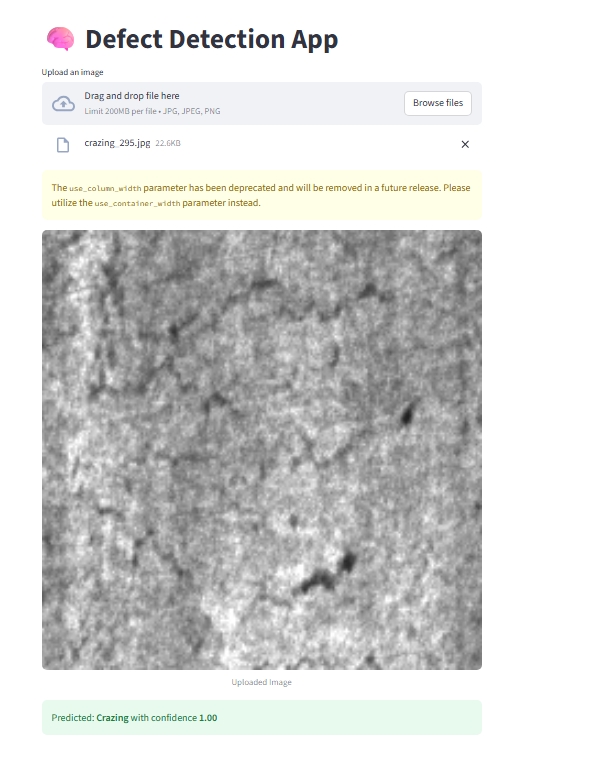 Defect Detection App
Upload an image
Drag and drop file here
Limit 200MB per file • JPG, JPEG, PNG
Browse files
crazing_295.jpg 22.6KB
The use_column_width parameter has been deprecated and will be removed in a future release. Please
utilize the use_container_width parameter instead.
Uploaded Image
Predicted: Crazing with confidence 1.00